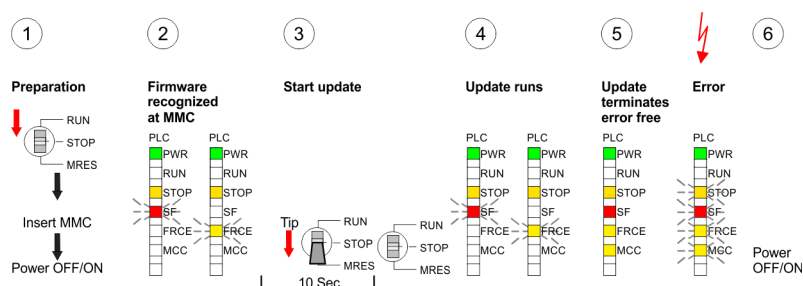 1
2
3
4
5
6
Preparation
Firmware
recognized
at MMC
Start update
Update runs
Update
terminates
error free
Error
RUN
STOP
MRES
Insert MMC
Power OFF/ON
PLC
PWR
RUN
STOP
SF
FRCE
MCC
PLC
PWR
RUN
STOP
SF
FRCE
MCC
Tip
RUN
STOP
MRES
10 Sec.
RUN
STOP
MRES
PLC
PWR
RUN
STOP
SF
FRCE
MCC
PLC
PWR
RUN
STOP
SF
FRCE
MCC
PLC
PWR
RUN
STOP
SF
FRCE
MCC
PLC
PWR
RUN
STOP
SF
FRCE
MCC
Power
OFF/ON